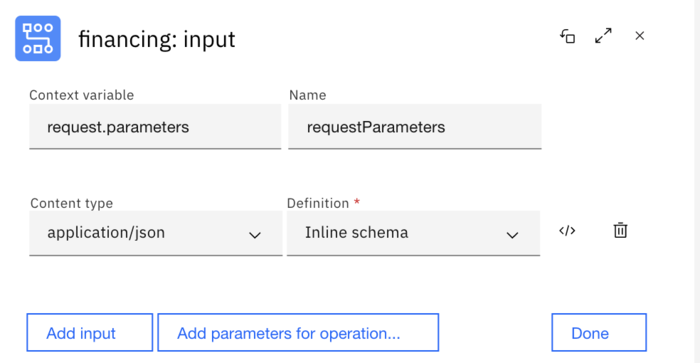 financing: input
Context variable Name
request.parameters requestParameters
Content type Definition *
application/json Inline schema </>
Add input Add parameters for operation... Done